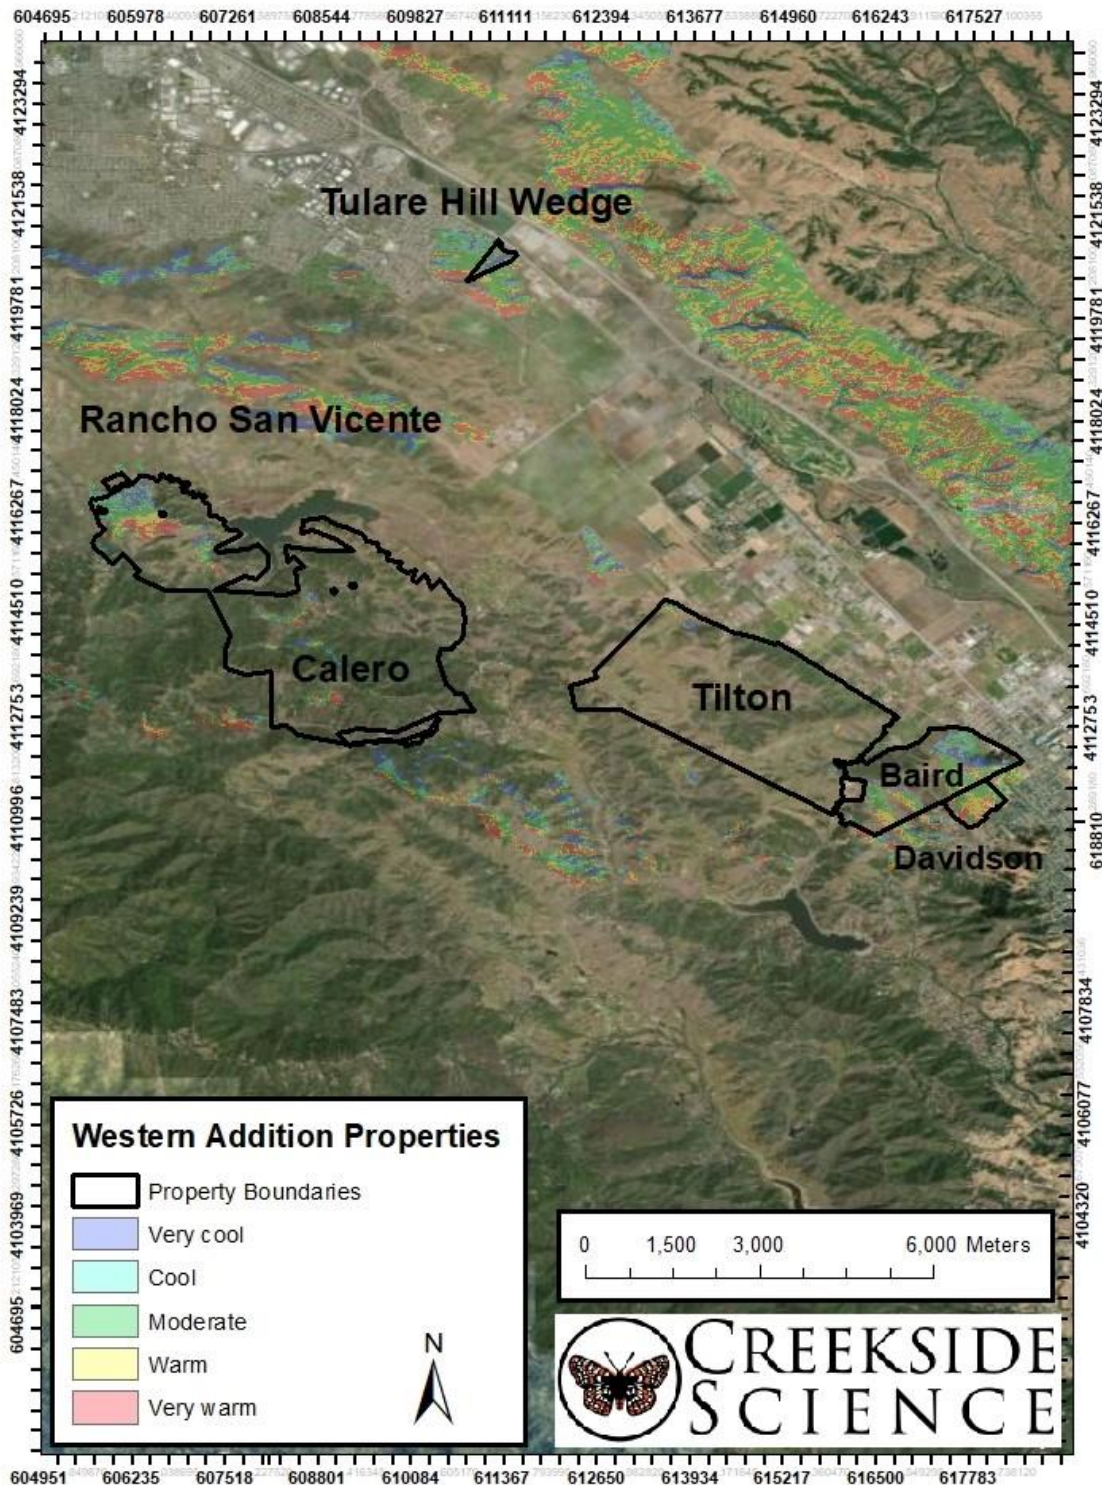 604695 605978 607261 608544 609827 611111 612394 613677 614960 616243 617527
4123294
4121538
4119781
4118024
4116267
4114510
4112753
4110996
4109239
4107483
4105726
4103969
604695
4123294
4121538
4119781
4118024
4116267
4114510
4112753
618810
4107834
4106077
4104320
Tulare Hill Wedge
Rancho San Vicente
Calero
Tilton
Baird
Davidson
Western Addition Properties
Property Boundaries
Very cool
Cool
Moderate
Warm
Very warm
N
0 1,500 3,000 6,000 Meters
CREEKSIDE
SCIENCE
604951 606235 607518 608801 610084 611367 612650 613934 615217 616500 617783